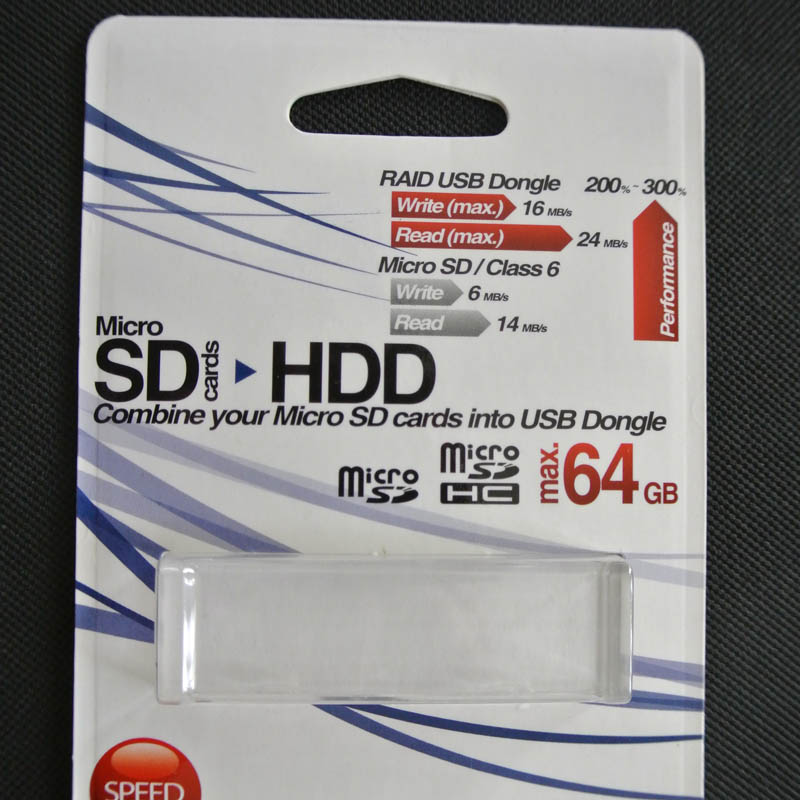 RAID USB Dongle 200%~300%
Write (max.) 16 MB/s
Read (max.) 24 MB/s
Micro SD / Class 6
Write 6 MB/s
Read 14 MB/s
Performance
Micro
SD cards HDD
Combine your Micro SD cards into USB Dongle
Micro SD Micro SD HC max. 64 GB
SPEED